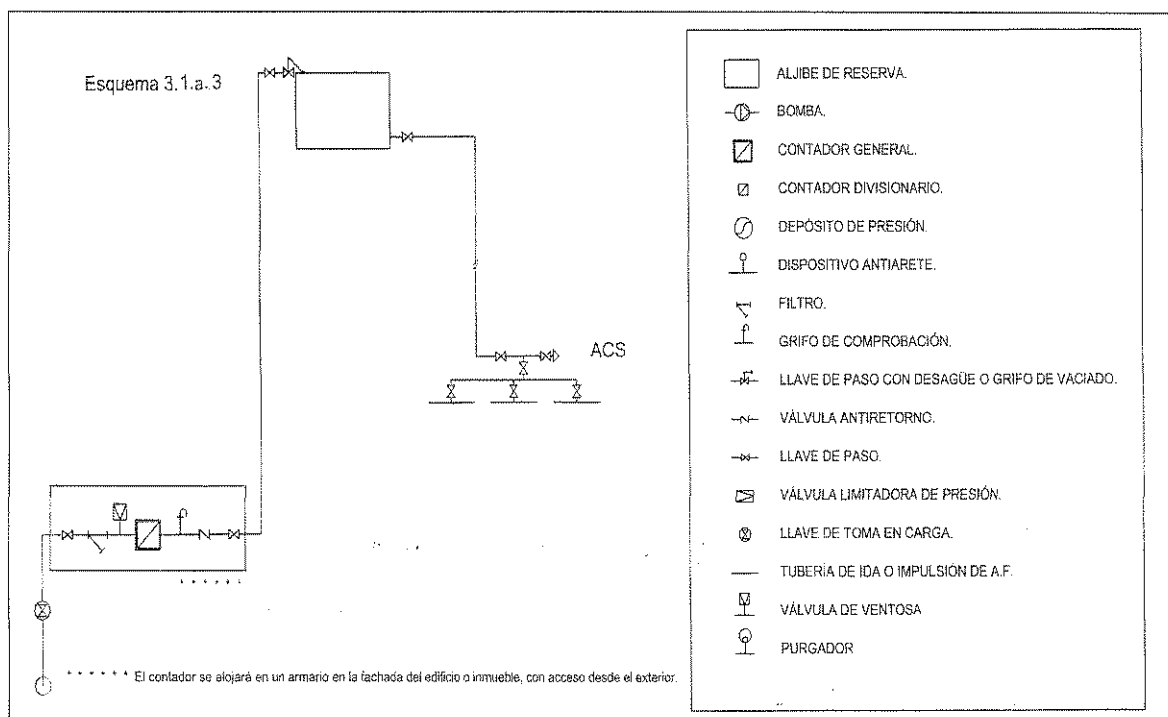 Esquema 3.1.a.3
ACS
* * * * * *
* * * * * * El contador se alojará en un armario en la fachada del edificio o inmueble, con acceso desde el exterior.
ALJIBE DE RESERVA.
BOMBA.
CONTADOR GENERAL.
CONTADOR DIVISIONARIO.
DEPÓSITO DE PRESIÓN.
DISPOSITIVO ANTIARETE.
FILTRO.
GRIFO DE COMPROBACIÓN.
LLAVE DE PASO CON DESAGÜE O GRIFO DE VACIADO.
VÁLVULA ANTIRETORNO.
LLAVE DE PASO.
VÁLVULA LIMITADORA DE PRESIÓN.
LLAVE DE TOMA EN CARGA.
TUBERÍA DE IDA O IMPULSIÓN DE A.F.
VÁLVULA DE VENTOSA
PURGADOR